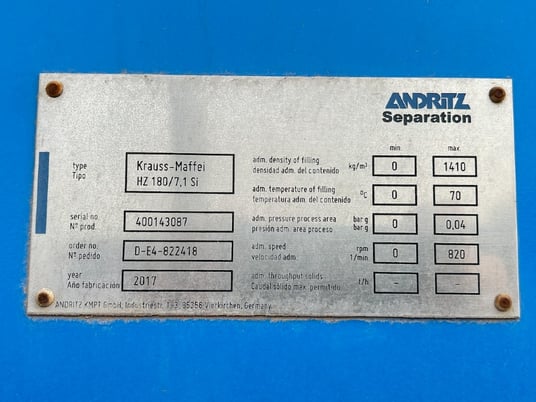 ANDRITZ
Separation
min. max.
type
Tipo
Krauss-Maffei
HZ 180/7,1 Si
adm. density of filling
densidad adm. del contenido
kg/m³ 0 1410
adm. temperature of filling
temperatura adm. del contenido
°C 0 70
serial no.
N° prod.
400143087
adm. pressure process area
presión adm. area proceso
bar g
bar g
0 0,04
order no.
N° pedido
D-E4-822418
adm. speed
velocidad adm.
rpm
1/min
0 820
year
Año fabricación
2017
adm. throughput solids
Caudal sólido max. permitido
t/h - -
ANDRITZ KMPT GmbH, Industriestr. 1-3, 85256 Vierkirchen, Germany